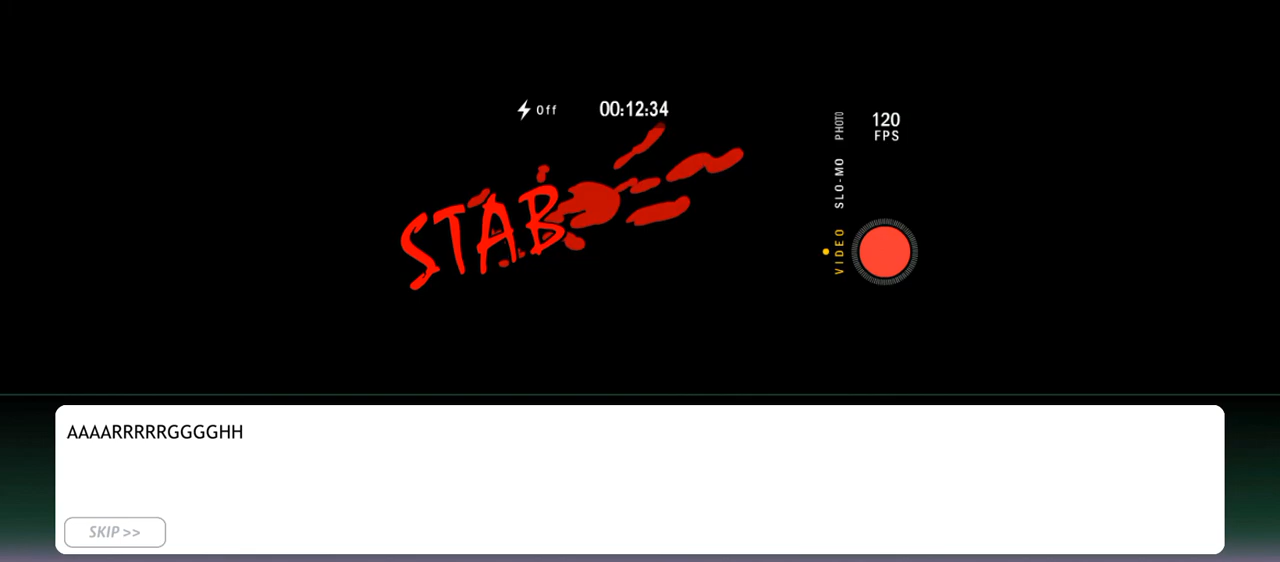 Off 00:12:34
PHOTO
120
FPS
SLO-MO
VIDEO
STAB
AAAARRRRRGGGGHH
SKIP >>